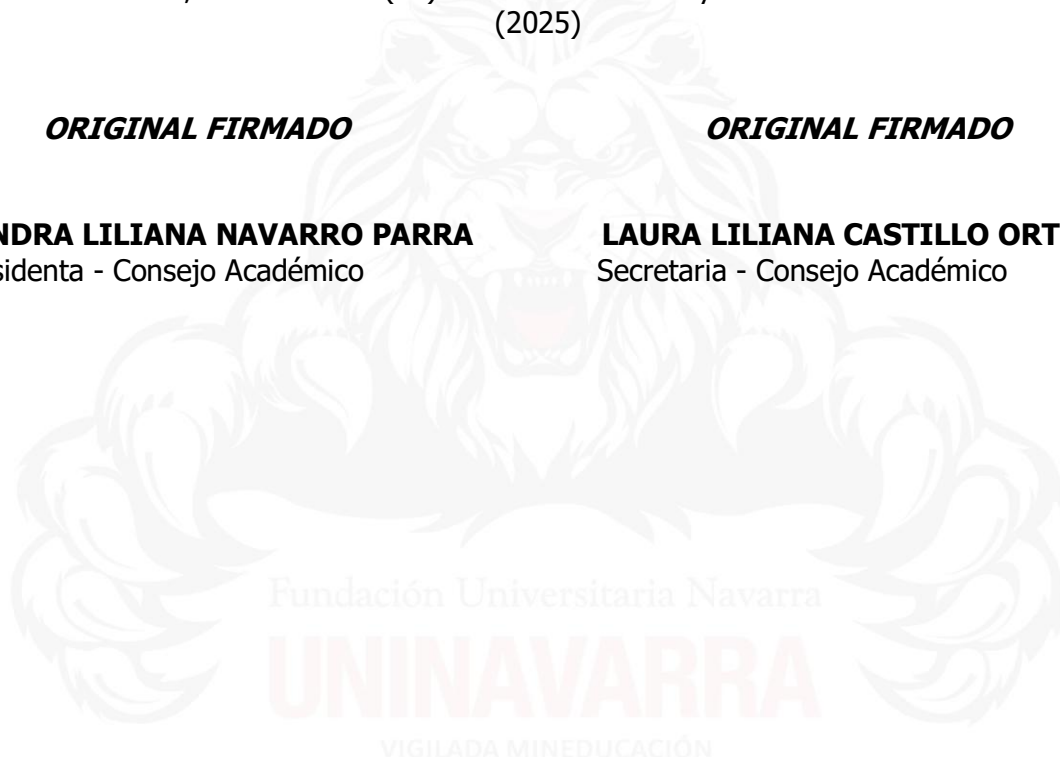 (2025)
ORIGINAL FIRMADO ORIGINAL FIRMADO
NDRA LILIANA NAVARRO PARRA LAURA LILIANA CASTILLO ORT
sidenta - Consejo Académico Secretaria - Consejo Académico
Fundación Universitaria Navarra
UNINAVARRA
VIGILADA MINEDUCACIÓN